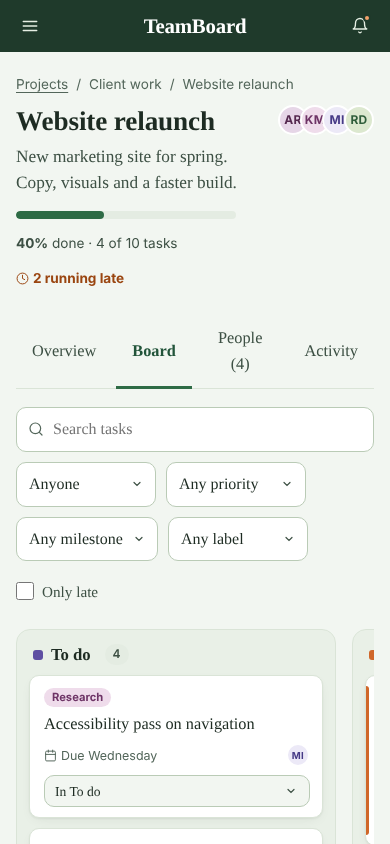 TeamBoard
Projects / Client work / Website relaunch
Website relaunch
AR KM MI RD
New marketing site for spring.
Copy, visuals and a faster build.
40% done · 4 of 10 tasks
2 running late
Overview
Board
People
(4)
Activity
Search tasks
Anyone
Any priority
Any milestone
Any label
Only late
To do 4
Research
Accessibility pass on navigation
Due Wednesday
MI
In To do